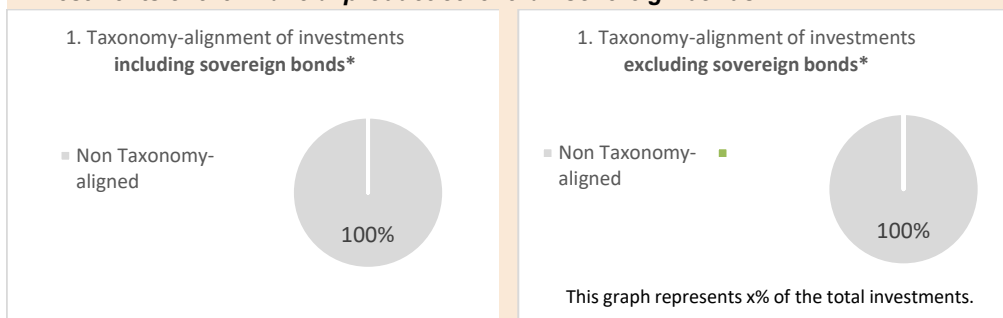 1. Taxonomy-alignment of investments
including sovereign bonds*
Non Taxonomy-
aligned
100%
1. Taxonomy-alignment of investments
excluding sovereign bonds*
Non Taxonomy-
aligned
100%
This graph represents x% of the total investments.